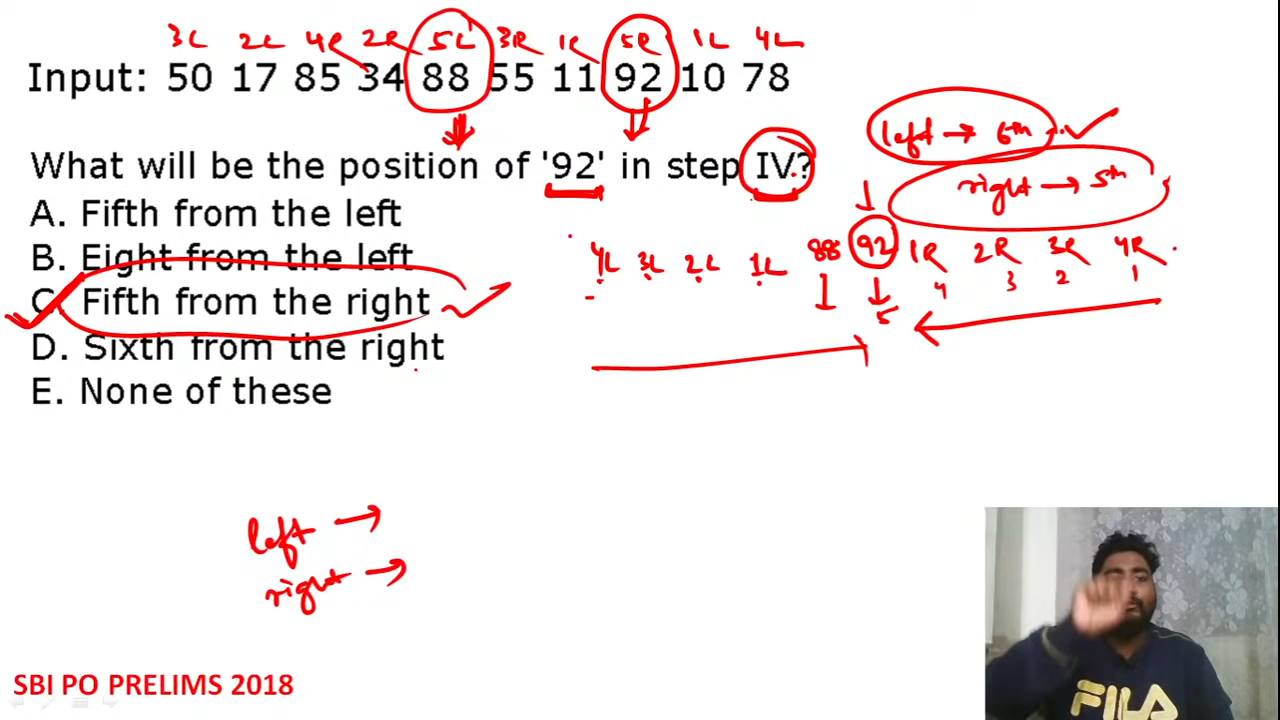 3L 2L 4R 2R 5L 3R 1R 5R 1L 4L
Input: 50 17 85 34 88 55 11 92 10 78
left → 6th
What will be the position of '92' in step IV?
right → 5th
A. Fifth from the left
B. Eight from the left
4L 3L 2L 1L 88 92 1R 2R 3R 4R
4 3 2 1
C. Fifth from the right
5
D. Sixth from the right
E. None of these
left →
right →
FILA
SBI PO PRELIMS 2018